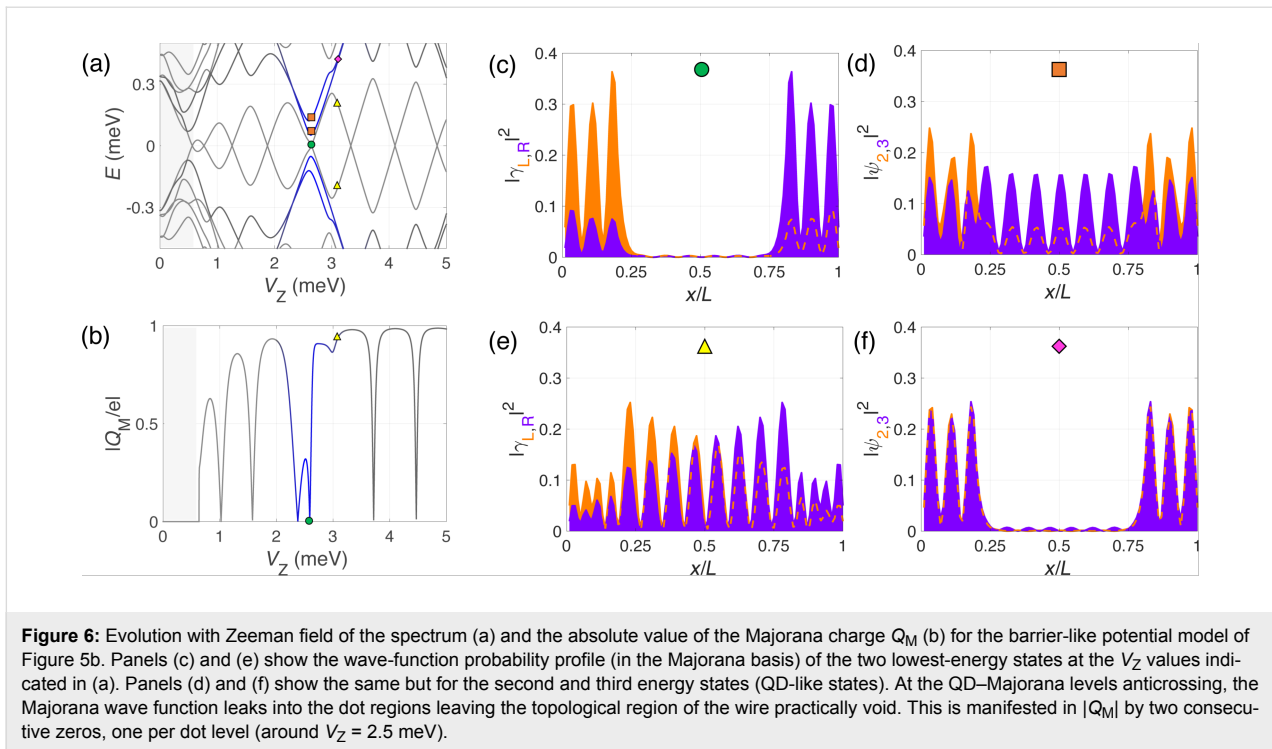 (a)
0.3
0
-0.3
E (meV)
0 1 2 3 4 5
V_Z (meV)
(b)
1
0.5
0
|Q_M/e|
0 1 2 3 4 5
V_Z (meV)
(c)
0.4
0.3
0.2
0.1
0
|γ_L,R|²
0 0.25 0.5 0.75 1
x/L
(d)
0.4
0.3
0.2
0.1
0
|ψ_2,3|²
0 0.25 0.5 0.75 1
x/L
(e)
0.4
0.3
0.2
0.1
0
|γ_L,R|²
0 0.25 0.5 0.75 1
x/L
(f)
0.4
0.3
0.2
0.1
0
|ψ_2,3|²
0 0.25 0.5 0.75 1
x/L
Figure 6: Evolution with Zeeman field of the spectrum (a) and the absolute value of the Majorana charge Q_M (b) for the barrier-like potential model of
Figure 5b. Panels (c) and (e) show the wave-function probability profile (in the Majorana basis) of the two lowest-energy states at the V_Z values indi-
cated in (a). Panels (d) and (f) show the same but for the second and third energy states (QD-like states). At the QD–Majorana levels anticrossing, the
Majorana wave function leaks into the dot regions leaving the topological region of the wire practically void. This is manifested in |Q_M| by two consecu-
tive zeros, one per dot level (around V_Z = 2.5 meV).